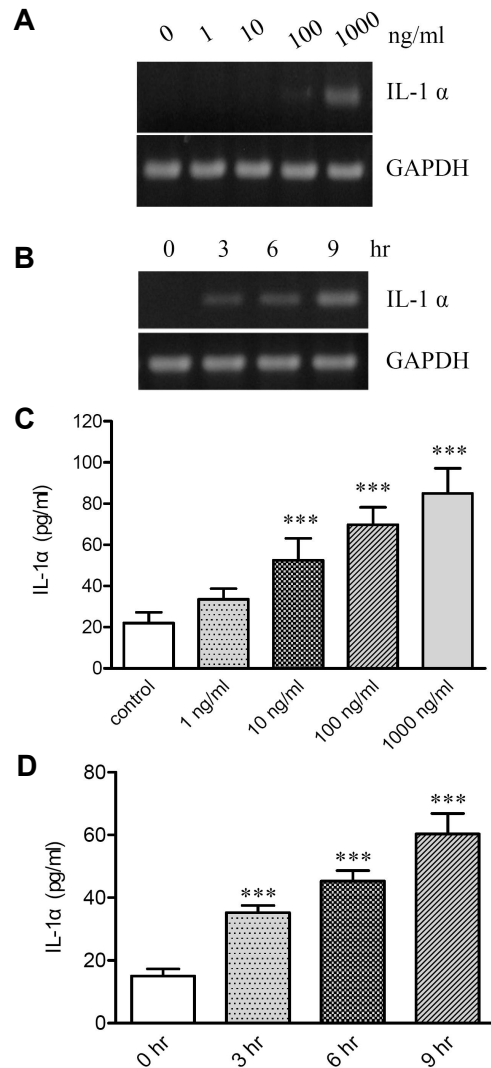 A
0 1 10 100 1000 ng/ml
IL-1 α
GAPDH
B
0 3 6 9 hr
IL-1 α
GAPDH
C
120
100
80
60
40
20
0
IL-1α (pg/ml)
***
***
***
control
1 ng/ml
10 ng/ml
100 ng/ml
1000 ng/ml
D
80
60
40
20
0
IL-1α (pg/ml)
***
***
***
0 hr
3 hr
6 hr
9 hr